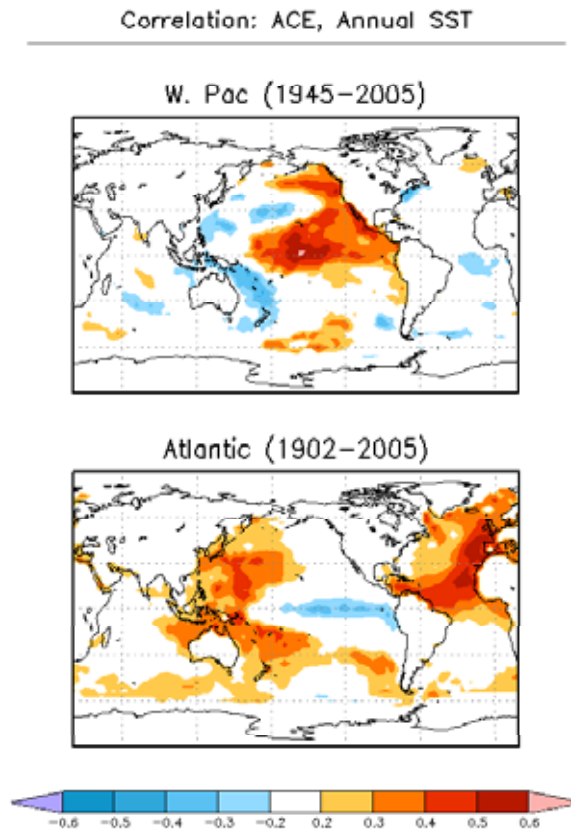 Correlation: ACE, Annual SST
W. Pac (1945-2005)
Atlantic (1902-2005)
-0.6 -0.5 -0.4 -0.3 -0.2 0.2 0.3 0.4 0.5 0.6